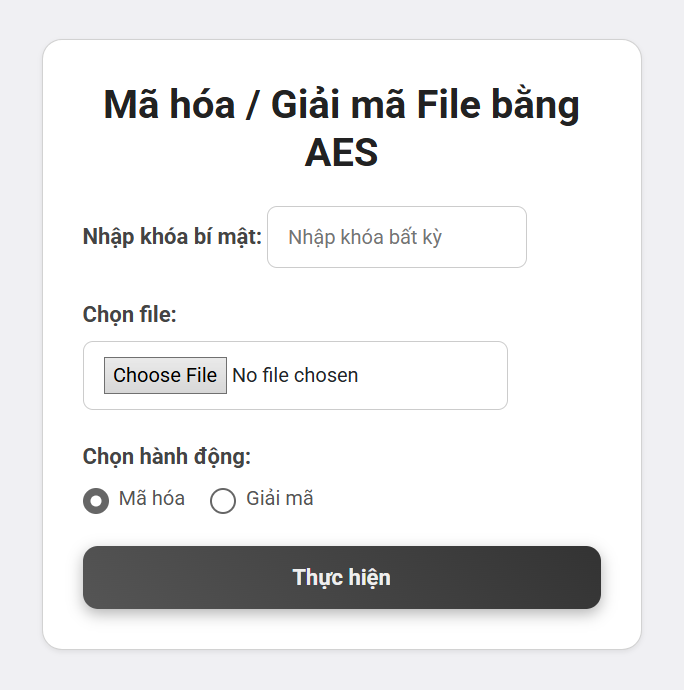 Mã hóa / Giải mã File bằng
AES
Nhập khóa bí mật: Nhập khóa bất kỳ
Chọn file:
Choose File No file chosen
Chọn hành động:
Mã hóa Giải mã
Thực hiện